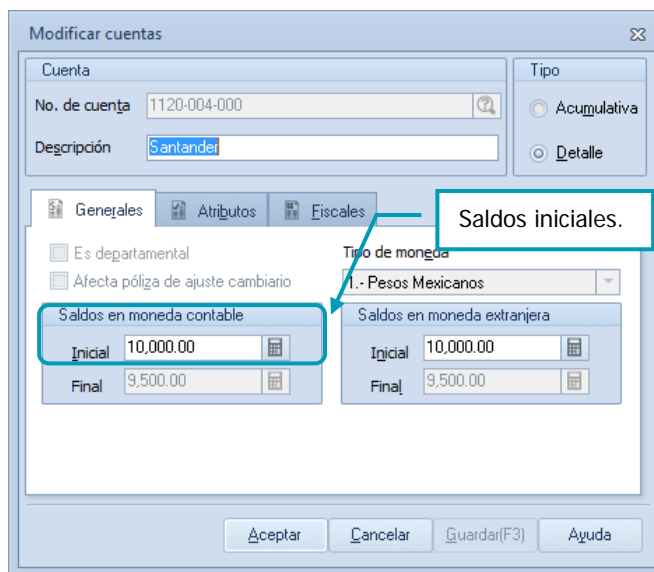 Modificar cuentas
Cuenta
Tipo
No. de cuenta 1120-004-000
Acumulativa
Descripción Santander
Detalle
Generales Atributos Fiscales
Saldos iniciales.
Es departamental
Tipo de moneda
Afecta póliza de ajuste cambiario
1.- Pesos Mexicanos
Saldos en moneda contable
Saldos en moneda extranjera
Inicial 10,000.00
Inicial 10,000.00
Final 9,500.00
Final 9,500.00
Aceptar Cancelar Guardar(F3) Ayuda